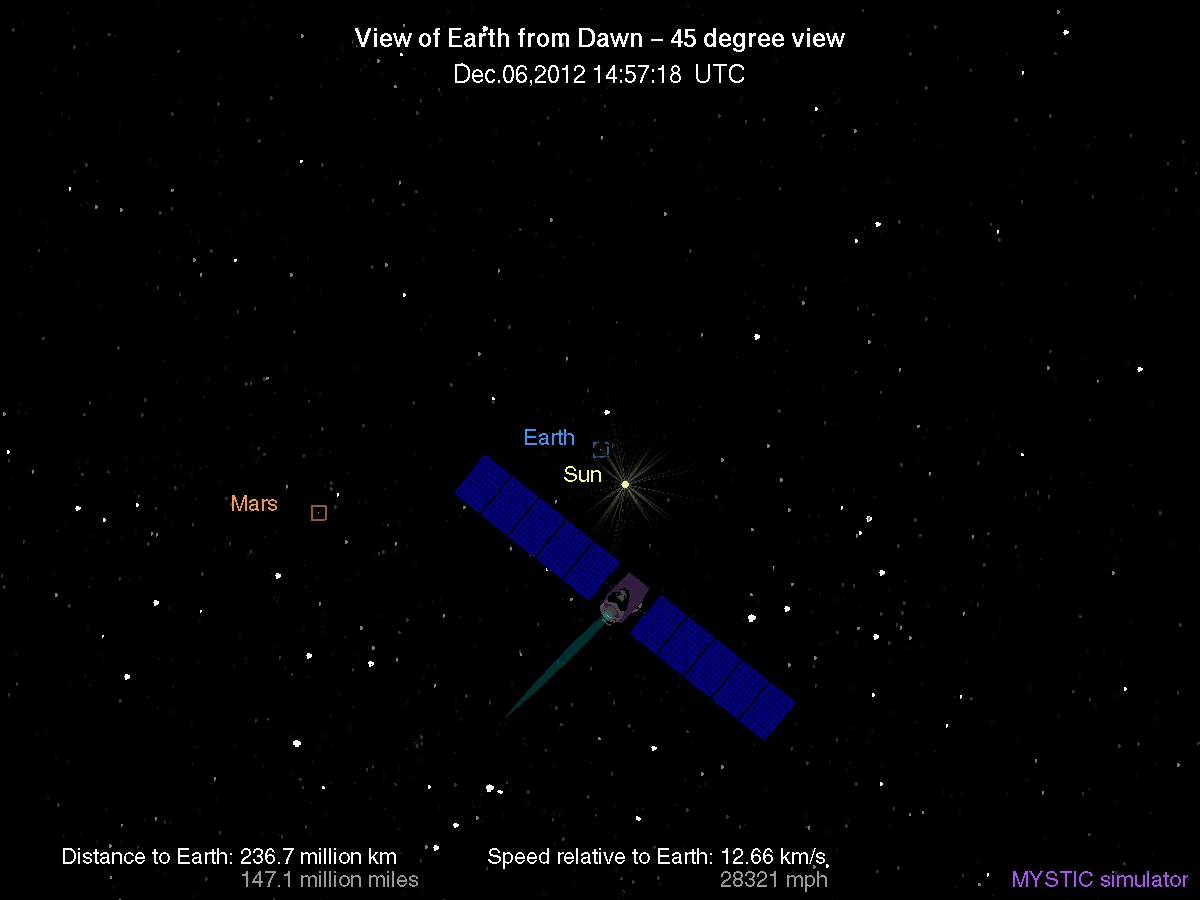 View of Earth from Dawn – 45 degree view
Dec.06,2012 14:57:18 UTC
Earth
Sun
Mars
Distance to Earth: 236.7 million km
147.1 million miles
Speed relative to Earth: 12.66 km/s
28321 mph
MYSTIC simulator